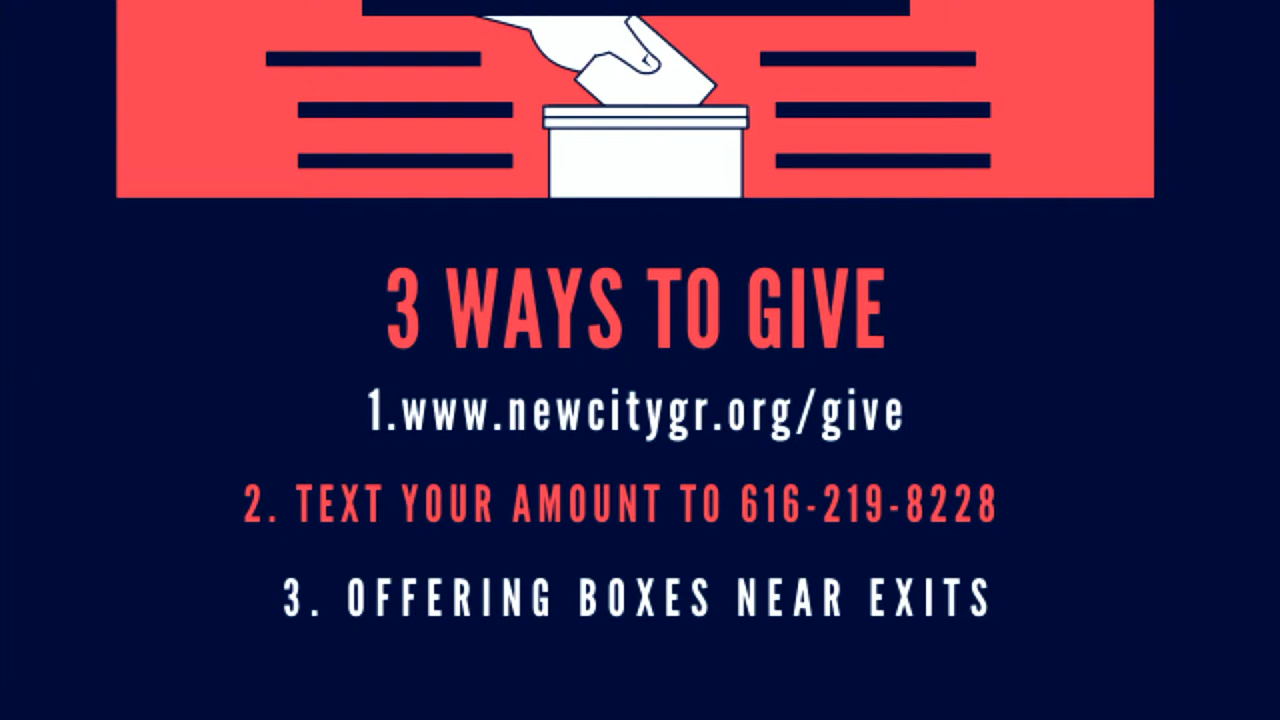 3 WAYS TO GIVE
1.www.newcitygr.org/give
2. TEXT YOUR AMOUNT TO 616-219-8228
3. OFFERING BOXES NEAR EXITS